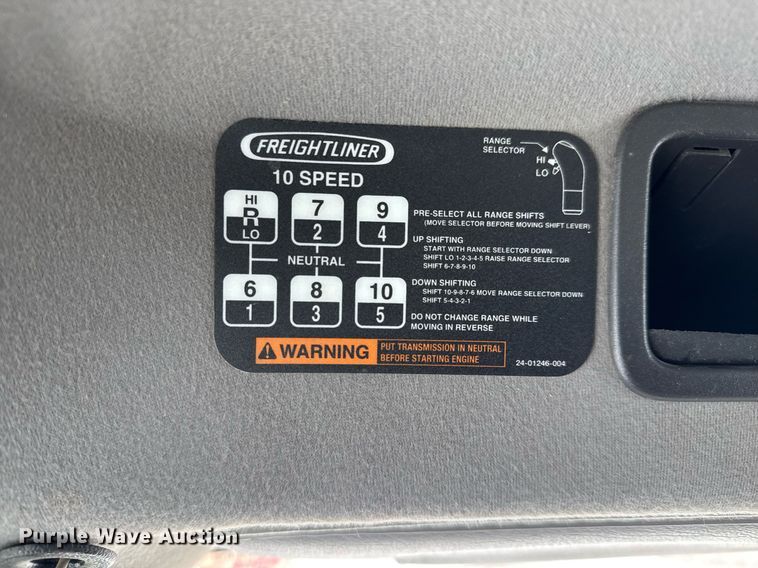 FREIGHTLINER
10 SPEED
RANGE
SELECTOR
HI
LO
HI
R
LO
7
2
9
4
NEUTRAL
6
1
8
3
10
5
PRE-SELECT ALL RANGE SHIFTS
(MOVE SELECTOR BEFORE MOVING SHIFT LEVER)
UP SHIFTING
START WITH RANGE SELECTOR DOWN
SHIFT LO 1-2-3-4-5 RAISE RANGE SELECTOR
SHIFT 6-7-8-9-10
DOWN SHIFTING
SHIFT 10-9-8-7-6 MOVE RANGE SELECTOR DOWN
SHIFT 5-4-3-2-1
DO NOT CHANGE RANGE WHILE
MOVING IN REVERSE
WARNING
PUT TRANSMISSION IN NEUTRAL
BEFORE STARTING ENGINE
24-01246-004
Purple Wave Auction